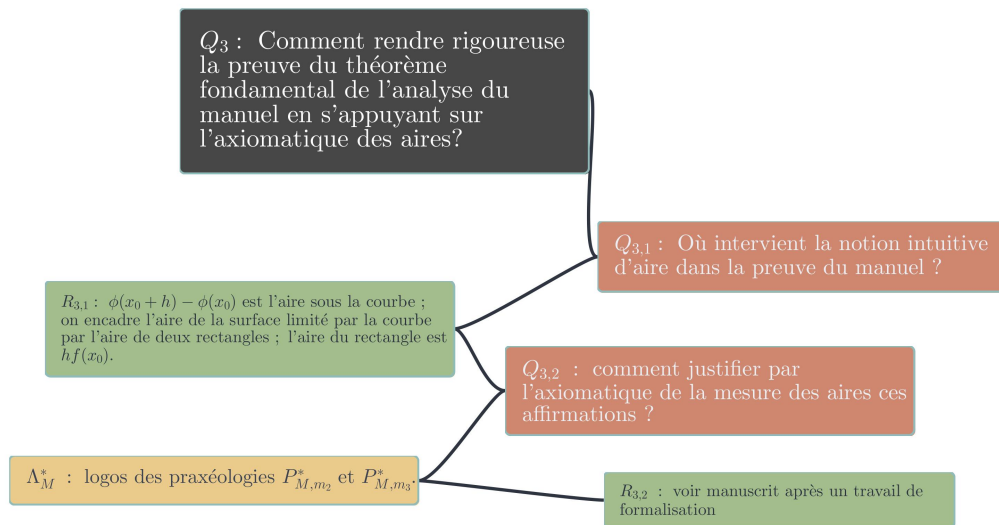 Q₃ : Comment rendre rigoureuse
la preuve du théorème
fondamental de l'analyse du
manuel en s'appuyant sur
l'axiomatique des aires?
Q₃,₁ : Où intervient la notion intuitive
d'aire dans la preuve du manuel ?
R₃,₁ : ϕ(x₀ + h) − ϕ(x₀) est l'aire sous la courbe ;
on encadre l'aire de la surface limité par la courbe
par l'aire de deux rectangles ; l'aire du rectangle est
hf(x₀).
Q₃,₂ : comment justifier par
l'axiomatique de la mesure des aires ces
affirmations ?
Λ*_M : logos des praxéologies P*_{M,m₂} et P*_{M,m₃}.
R₃,₂ : voir manuscrit après un travail de
formalisation